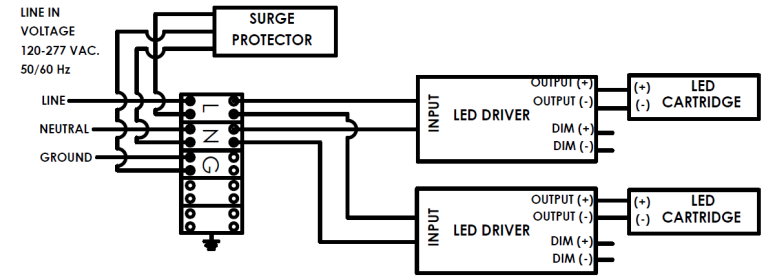 LINE IN
VOLTAGE
120-277 VAC.
50/60 Hz
SURGE
PROTECTOR
LINE
NEUTRAL
GROUND
L
N
G
INPUT
LED DRIVER
OUTPUT (+)
OUTPUT (-)
DIM (+)
DIM (-)
(+)
(-)
LED
CARTRIDGE
INPUT
LED DRIVER
OUTPUT (+)
OUTPUT (-)
DIM (+)
DIM (-)
(+)
(-)
LED
CARTRIDGE